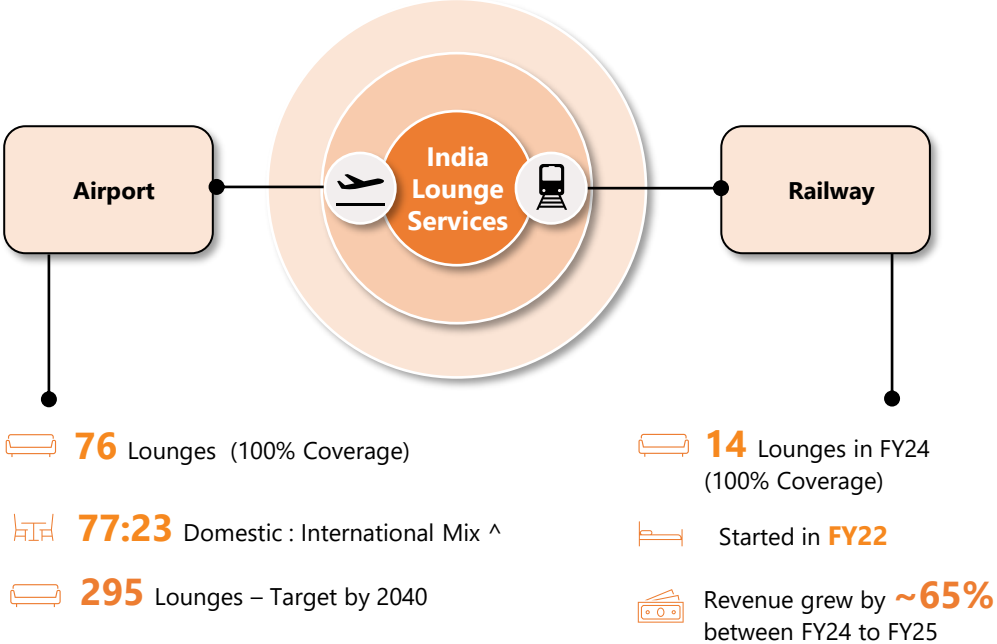 India
Lounge
Services
Airport
Railway
76 Lounges (100% Coverage)
77:23 Domestic : International Mix ^
295 Lounges – Target by 2040
14 Lounges in FY24
(100% Coverage)
Started in FY22
Revenue grew by ~65%
between FY24 to FY25